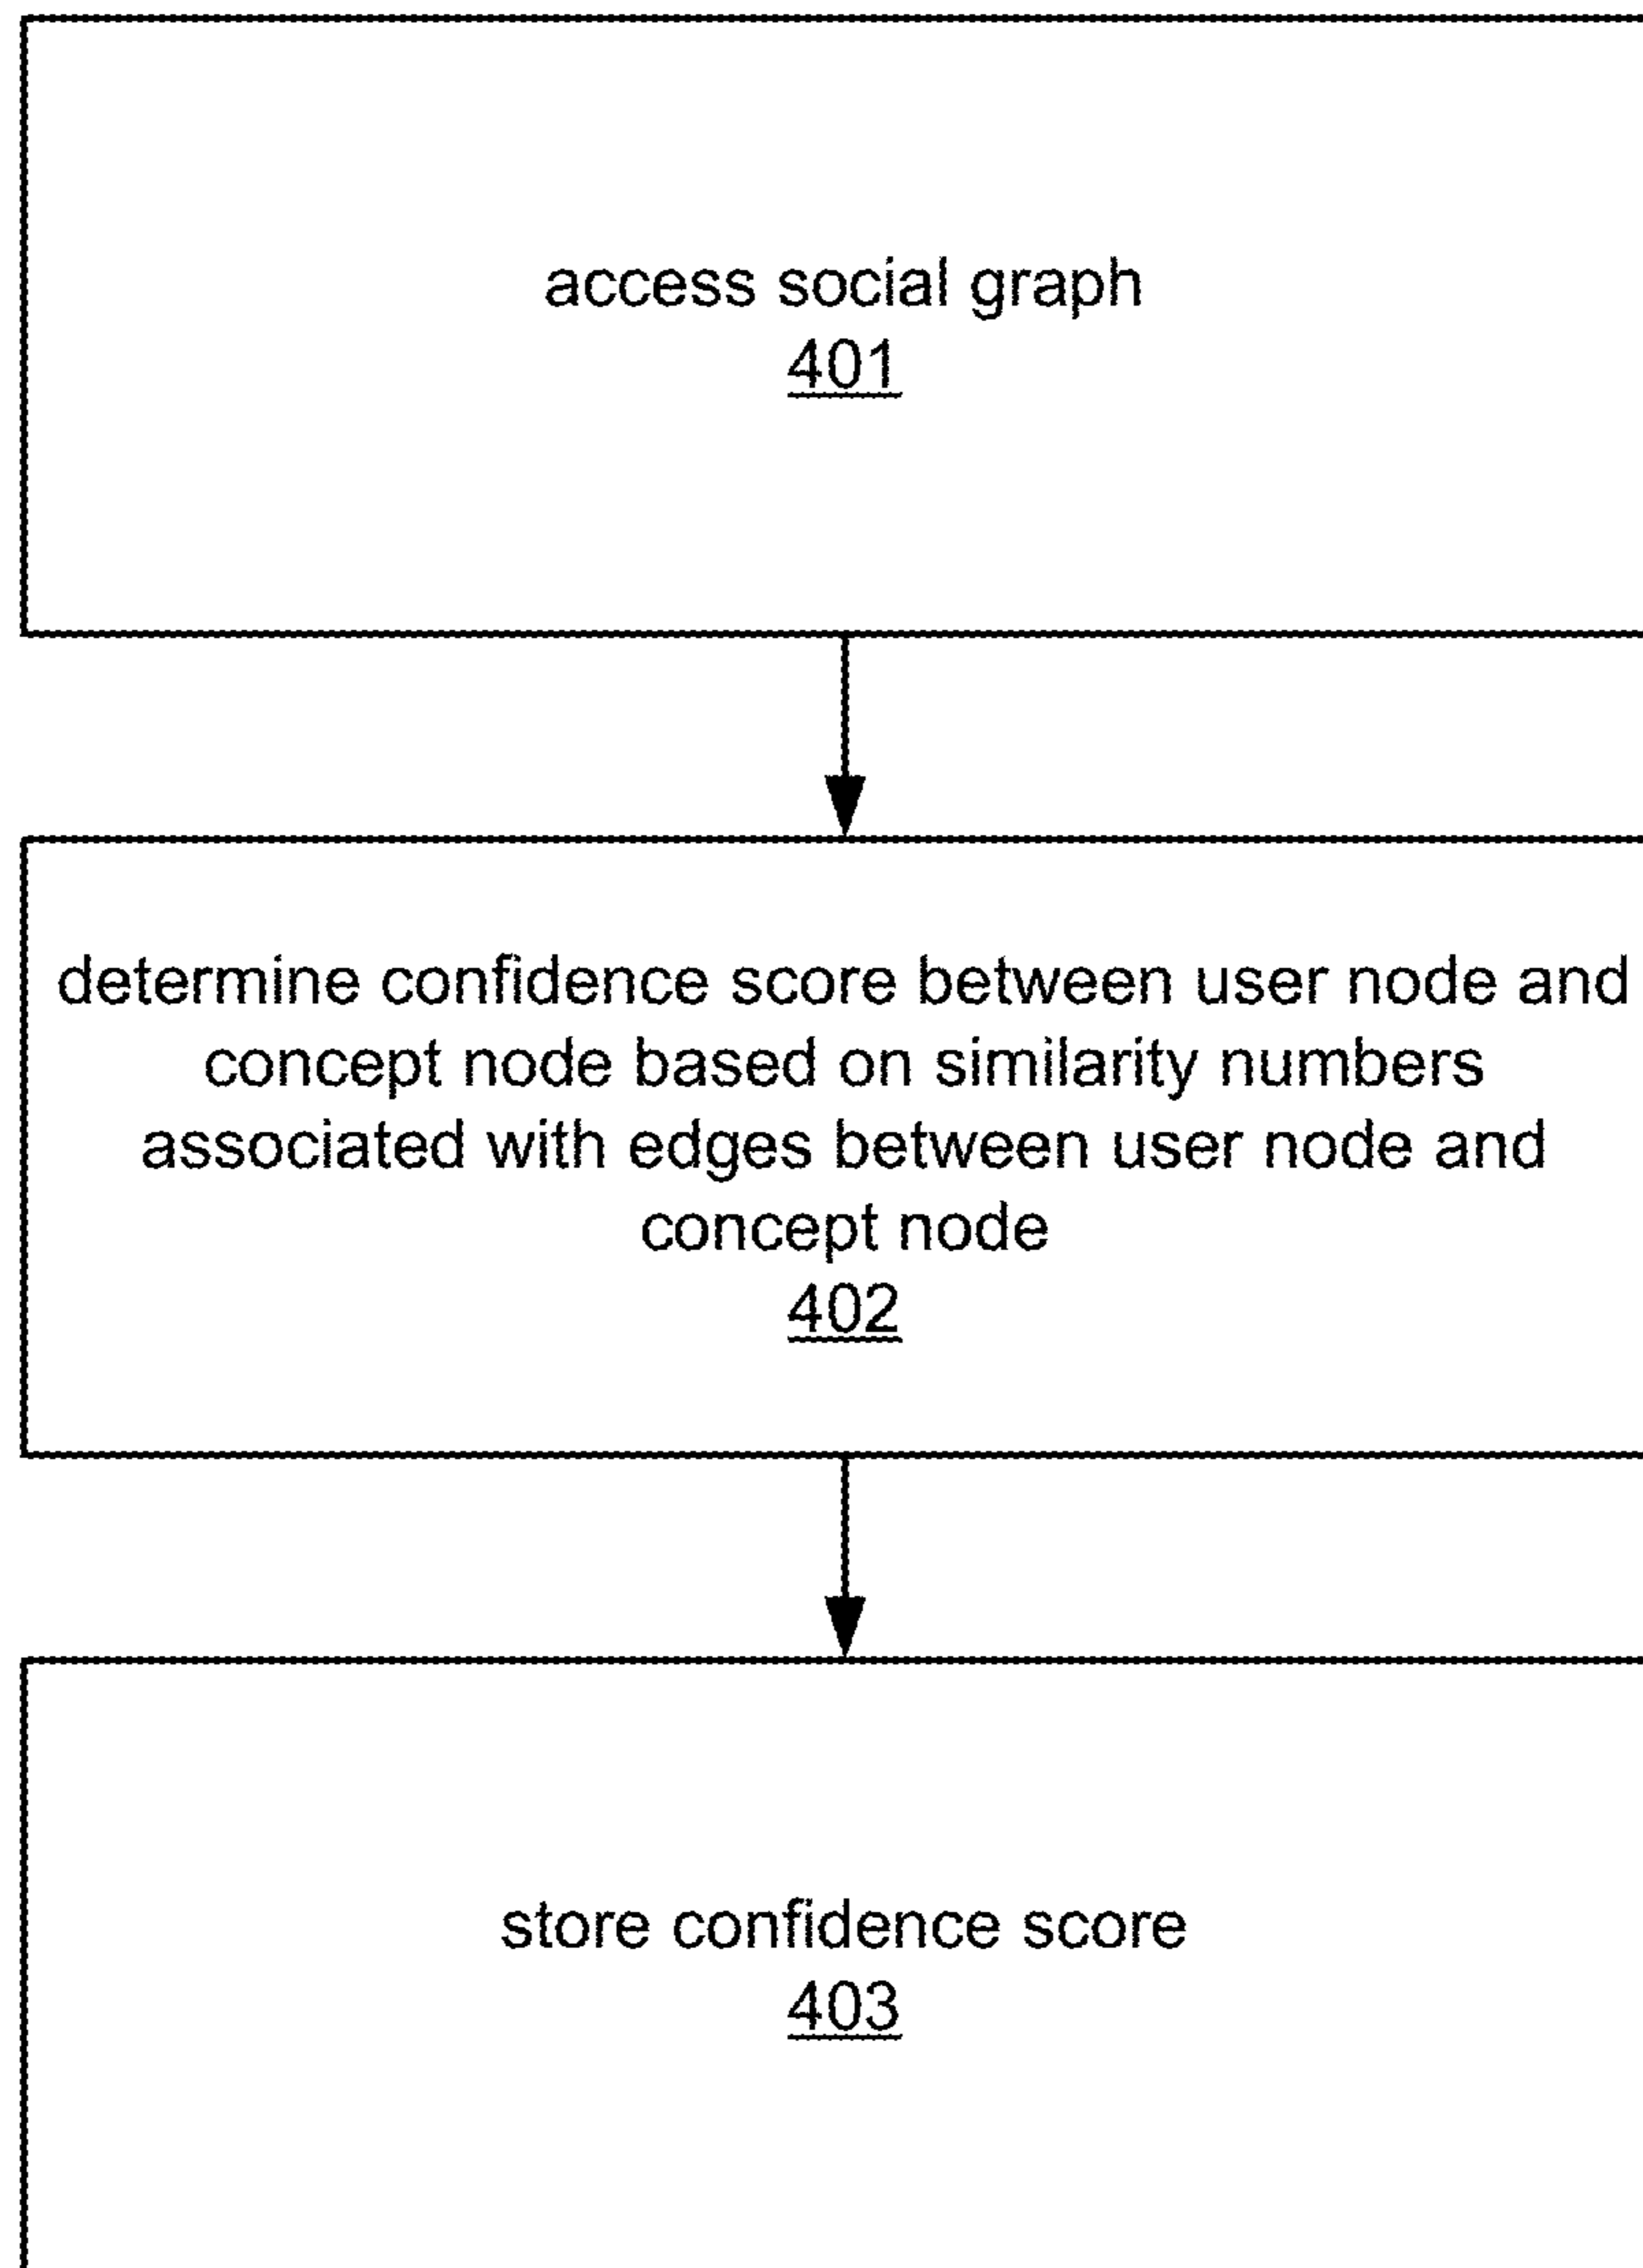 access social graph
401
determine confidence score between user node and
concept node based on similarity numbers
associated with edges between user node and
concept node
402
store confidence score
403